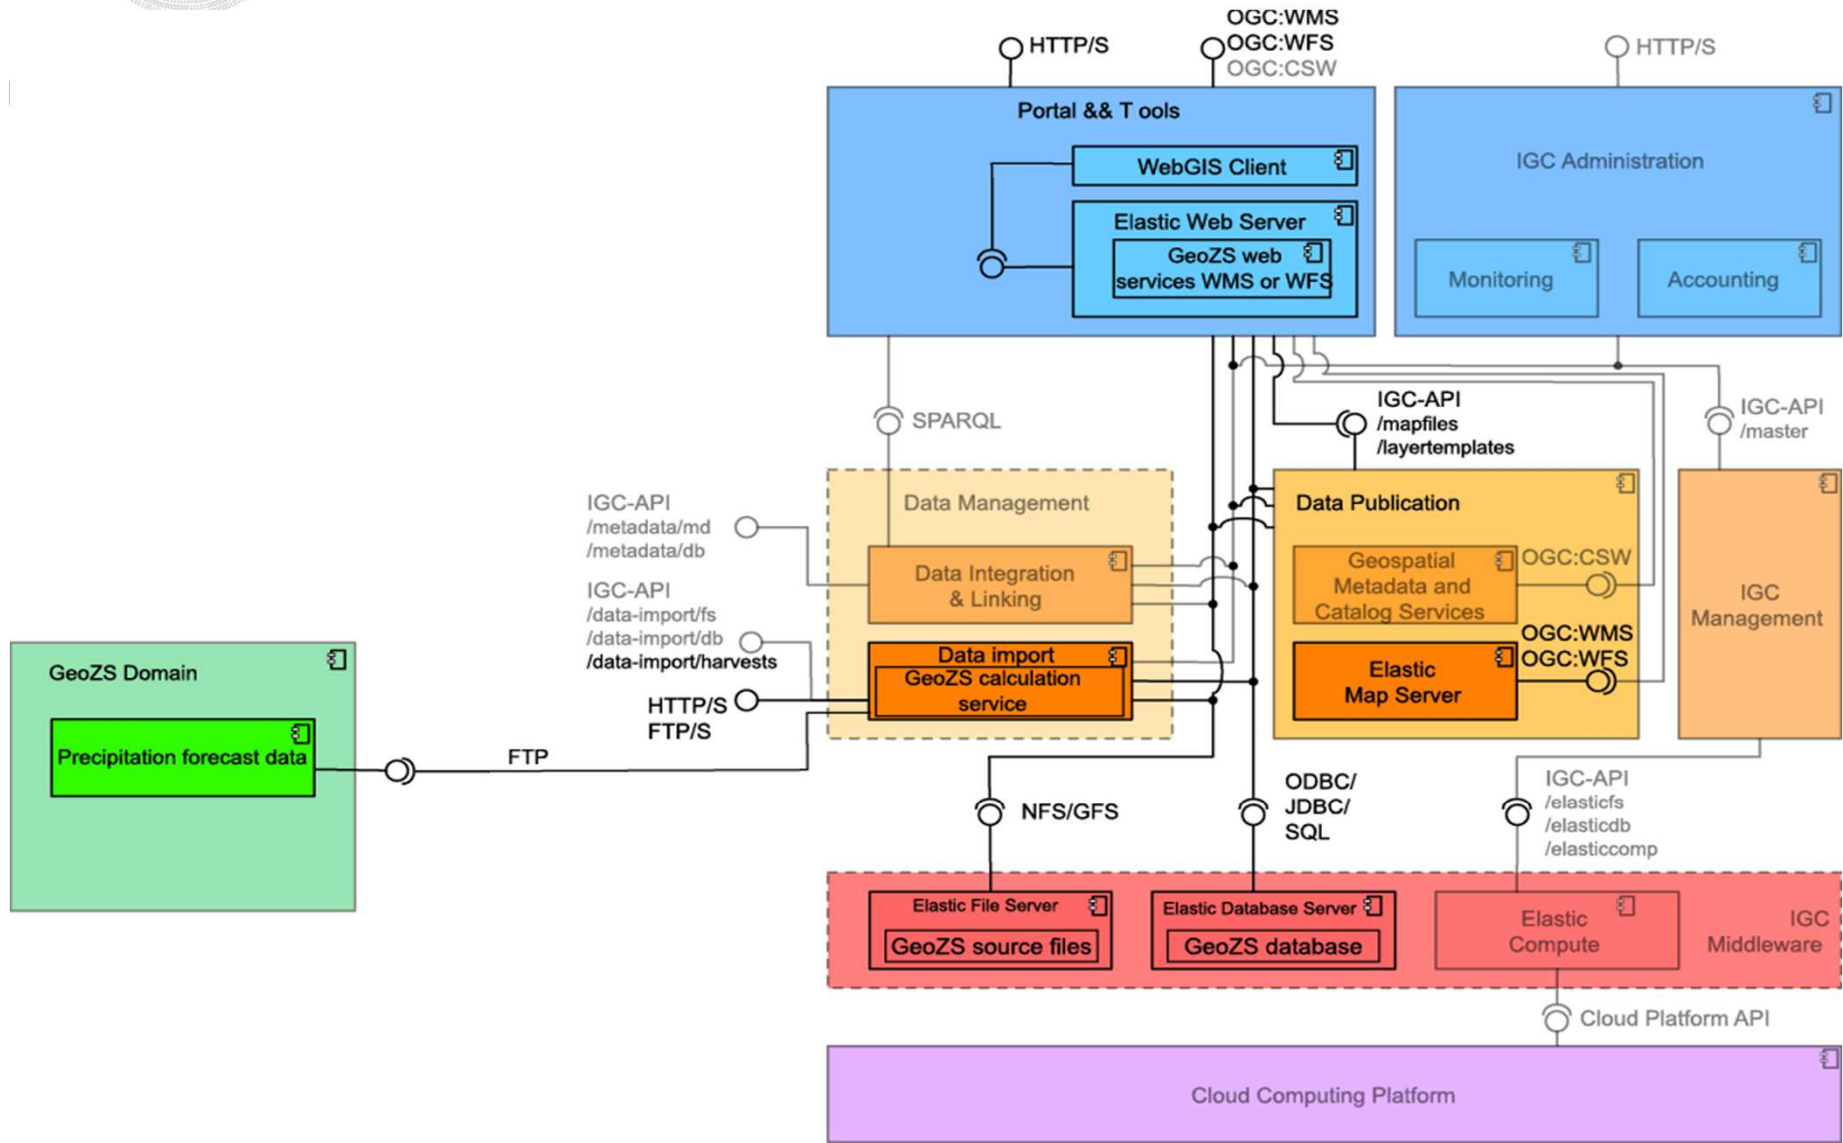 OGC:WMS
HTTP/S
OGC:WFS
OGC:CSW
HTTP/S
Portal && T ools
WebGIS Client
Elastic Web Server
GeoZS web
services WMS or WFS
IGC Administration
Monitoring
Accounting
SPARQL
IGC-API
/mapfiles
/layertemplates
IGC-API
/master
IGC-API
/metadata/md
/metadata/db
IGC-API
/data-import/fs
/data-import/db
/data-import/harvests
HTTP/S
FTP/S
Data Management
Data Integration
& Linking
Data import
GeoZS calculation
service
Data Publication
Geospatial
Metadata and
Catalog Services
OGC:CSW
OGC:WMS
OGC:WFS
Elastic
Map Server
IGC
Management
GeoZS Domain
Precipitation forecast data
FTP
NFS/GFS
ODBC/
JDBC/
SQL
IGC-API
/elasticfs
/elasticdb
/elasticcomp
Elastic File Server
GeoZS source files
Elastic Database Server
GeoZS database
Elastic
Compute
IGC
Middleware
Cloud Platform API
Cloud Computing Platform